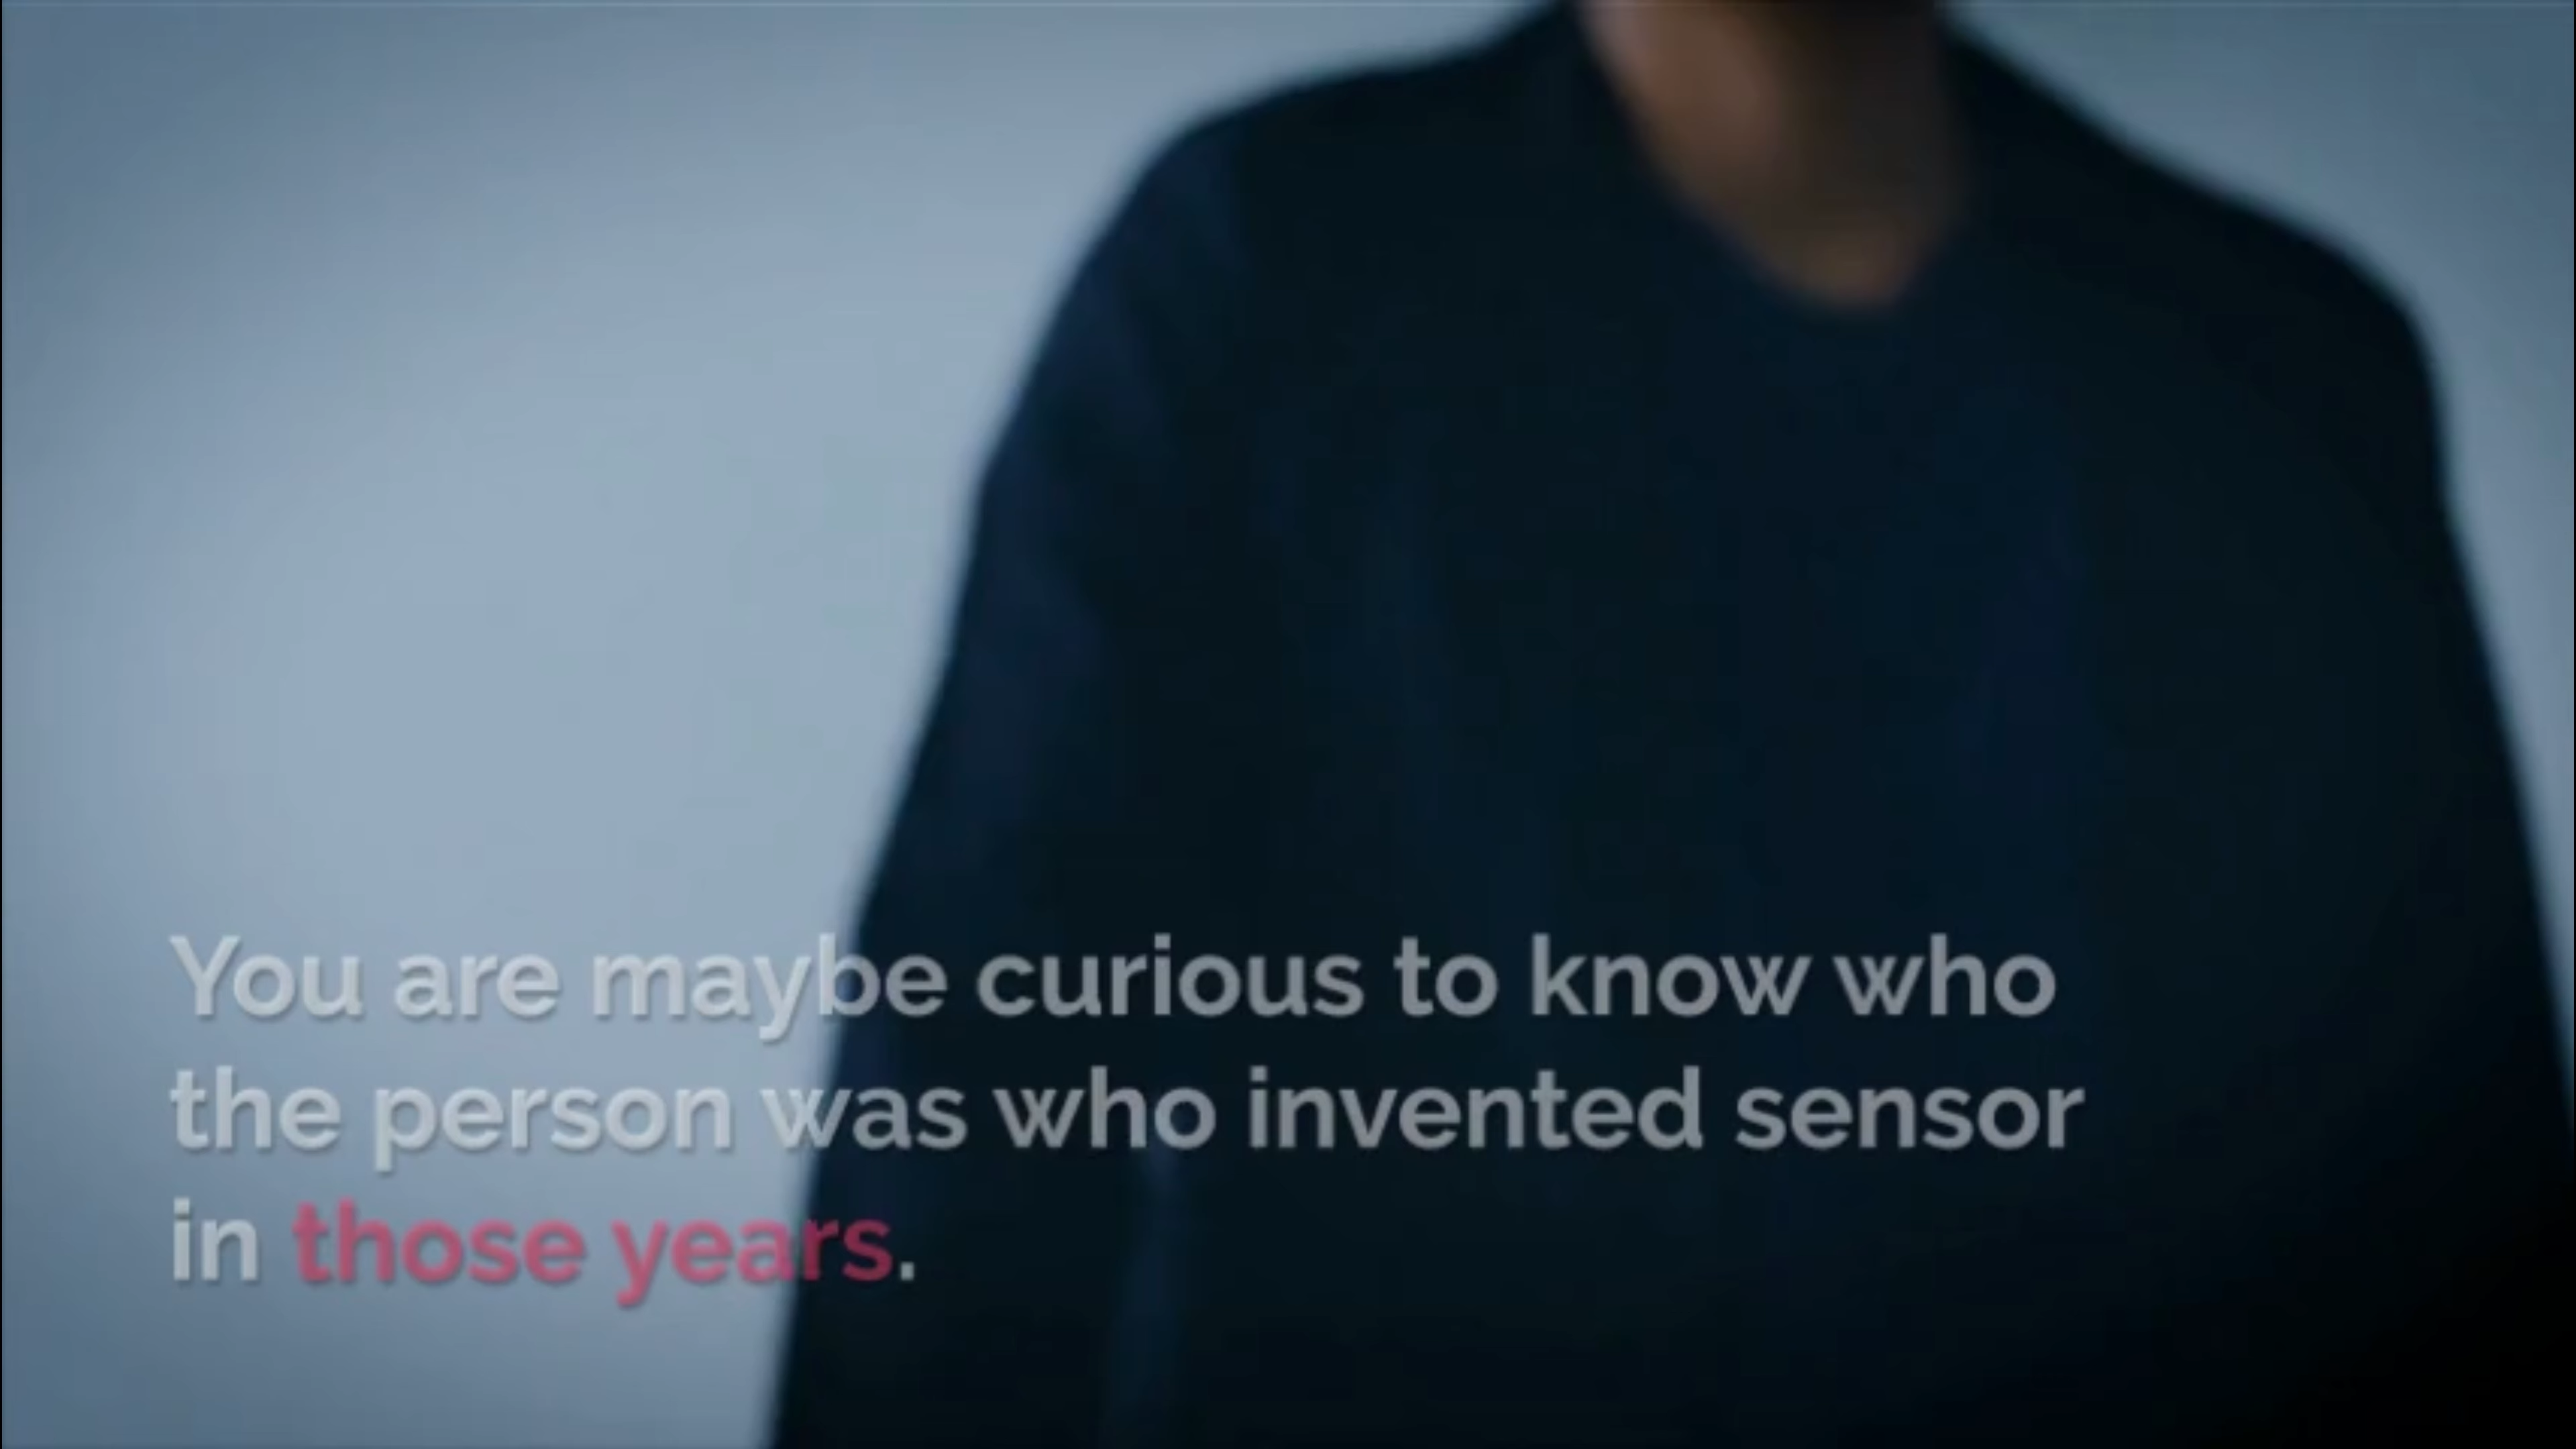 You are maybe curious to know who
the person was who invented sensor
in those years.